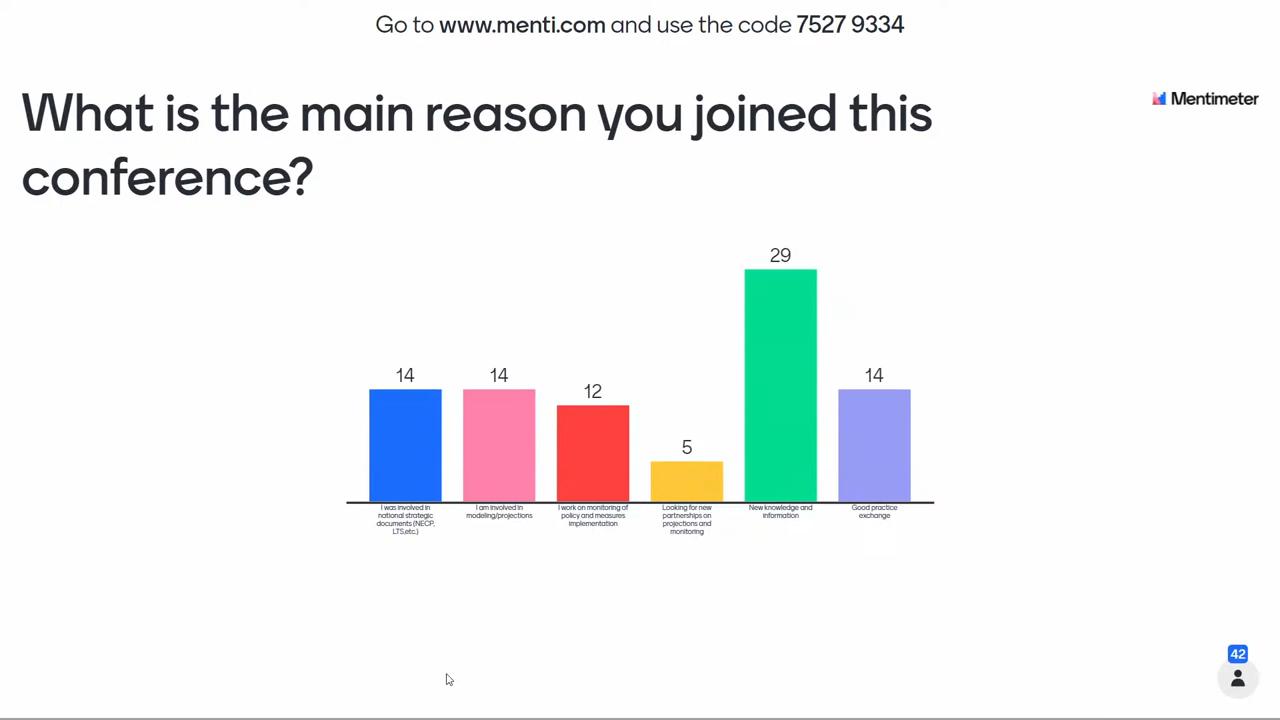 Go to www.menti.com and use the code 7527 9334
What is the main reason you joined this
conference?
Mentimeter
29
14
14
12
5
14
I was involved in
national strategic
documents (NECP,
LTS,etc.)
I am involved in
modeling/projections
I work on monitoring of
policy and measures
implementation
Looking for new
partnerships on
projections and
monitoring
New knowledge and
information
Good practice
exchange
42